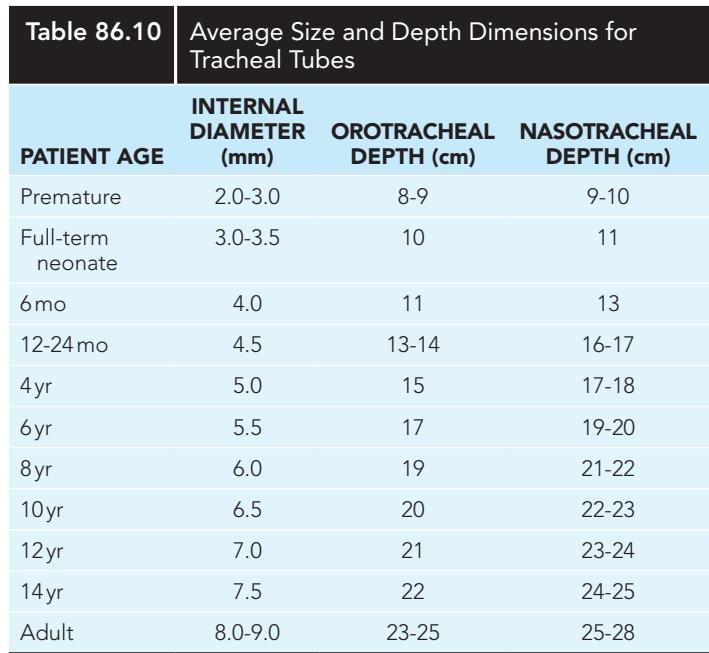 Table 86.10 Average Size and Depth Dimensions for
Tracheal Tubes
INTERNAL
DIAMETER OROTRACHEAL NASOTRACHEAL
PATIENT AGE (mm) DEPTH (cm) DEPTH (cm)
Premature 2.0-3.0 8-9 9-10
Full-term 3.0-3.5 10 11
neonate
6 mo 4.0 11 13
12-24 mo 4.5 13-14 16-17
4 yr 5.0 15 17-18
6 yr 5.5 17 19-20
8 yr 6.0 19 21-22
10 yr 6.5 20 22-23
12 yr 7.0 21 23-24
14 yr 7.5 22 24-25
Adult 8.0-9.0 23-25 25-28